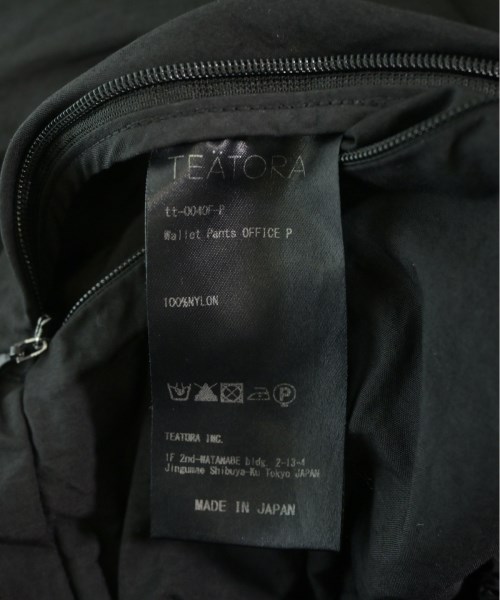 TEÄTORA
tt-004OF-P
Wallet Pants OFFICE P
100%NYLON
P
TEATORA INC.
1F 2nd-WATANABE bldg. 2-13-4
Jingumae Shibuya-Ku Tokyo JAPAN
MADE IN JAPAN